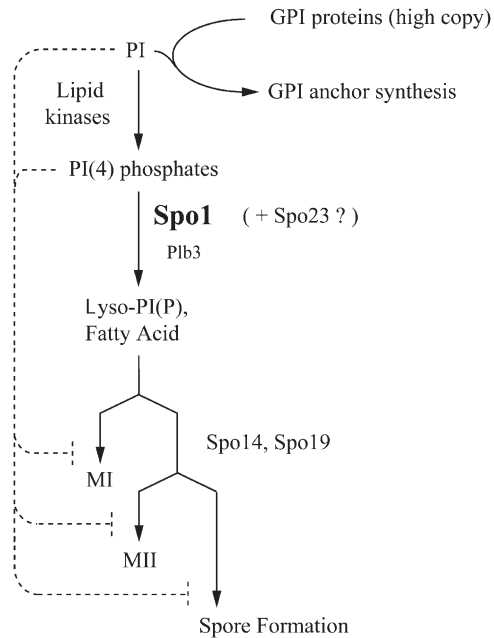 GPI proteins (high copy)
PI
GPI anchor synthesis
Lipid
kinases
PI(4) phosphates
Spo1 ( + Spo23 ? )
Plb3
Lyso-PI(P),
Fatty Acid
Spo14, Spo19
MI
MII
Spore Formation